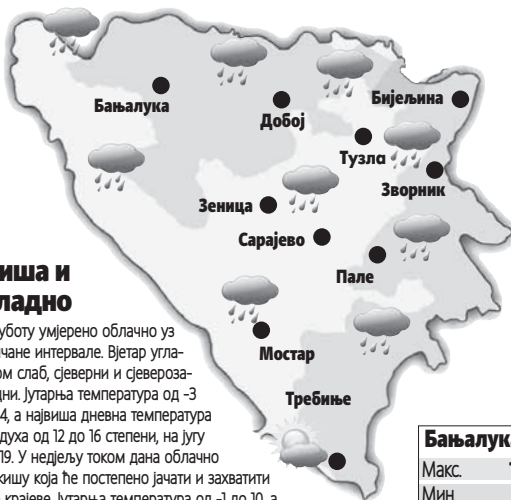 Бањалука
Добој
Бијељина
Тузла
Зворник
Зеница
Сарајево
Пале
Мостар
Требиње
иша и
ладно
уботу умјерено облачно уз
чане интервале. Вјетар угла-
ом слаб, сјеверни и сјевероза-
дни. Јутарња температура од -3
4, а највиша дневна температура
духа од 12 до 16 степени, на југу
19. У недјељу током дана облачно
кишу која ће постепено јачати и захватити
крајеве. Јутарња температура од -1 до 10, а
Бањалука
Макс.
Мин